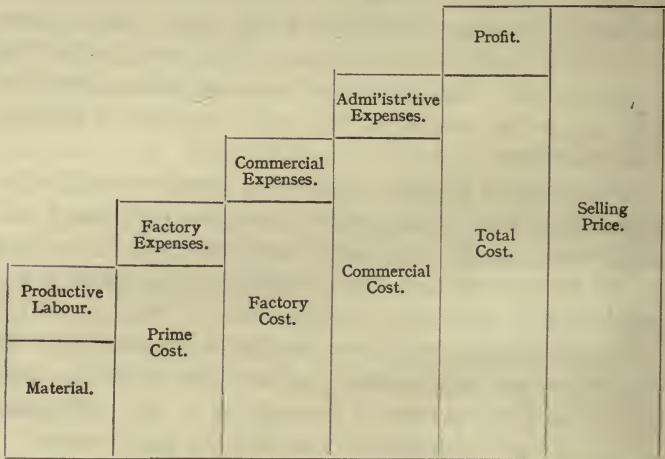 Profit.
Admi'istr'tive
Expenses.
Commercial
Expenses.
Factory
Expenses.
Selling
Price.
Total
Cost.
Productive
Labour.
Commercial
Cost.
Factory
Cost.
Prime
Cost.
Material.